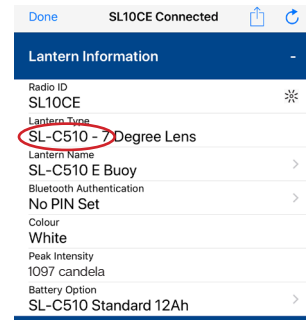 Done SL10CE Connected
Lantern Information -
Radio ID
SL10CE
Lantern Type
SL-C510 - 7 Degree Lens
Lantern Name
SL-C510 E Buoy
Bluetooth Authentication
No PIN Set
Colour
White
Peak Intensity
1097 candela
Battery Option
SL-C510 Standard 12Ah